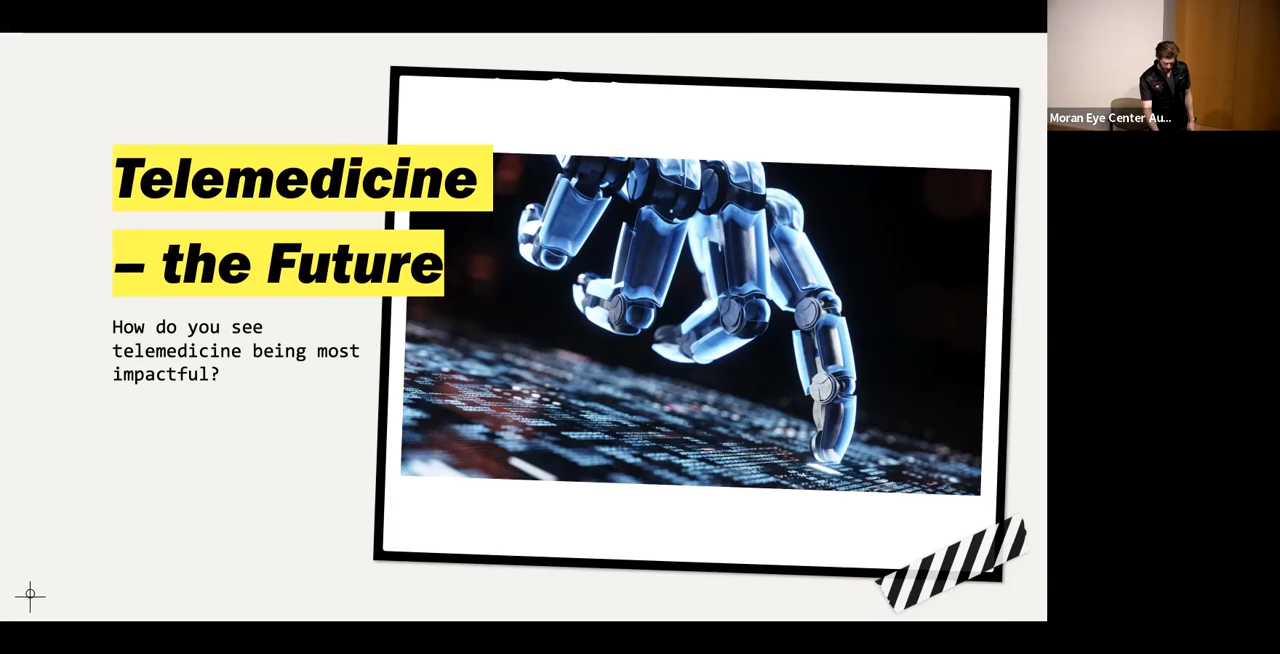 Telemedicine
– the Future
How do you see
telemedicine being most
impactful?
Moran Eye Center Au...